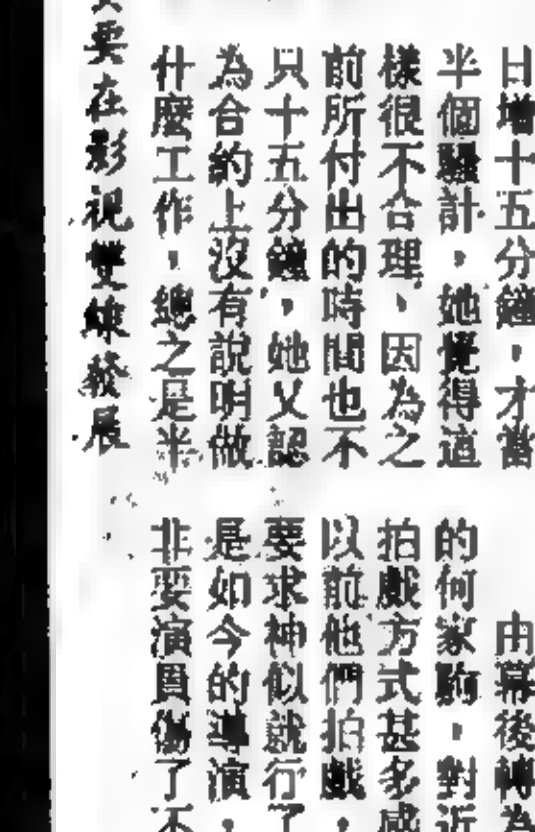 日增十五分鐘，才當
半個騷計，她覺得這
樣很不合理、因為之
前所付出的時間也不
只十五分鐘，她又認
為合約上沒有說明做
什麼工作，總之是半
要在影視雙線發展
由幕後轉為
的何家駒，對近
拍戲方式甚多感
以前他們拍戲，
要求神似就行了
是如今的導演，
非要演員傷了不